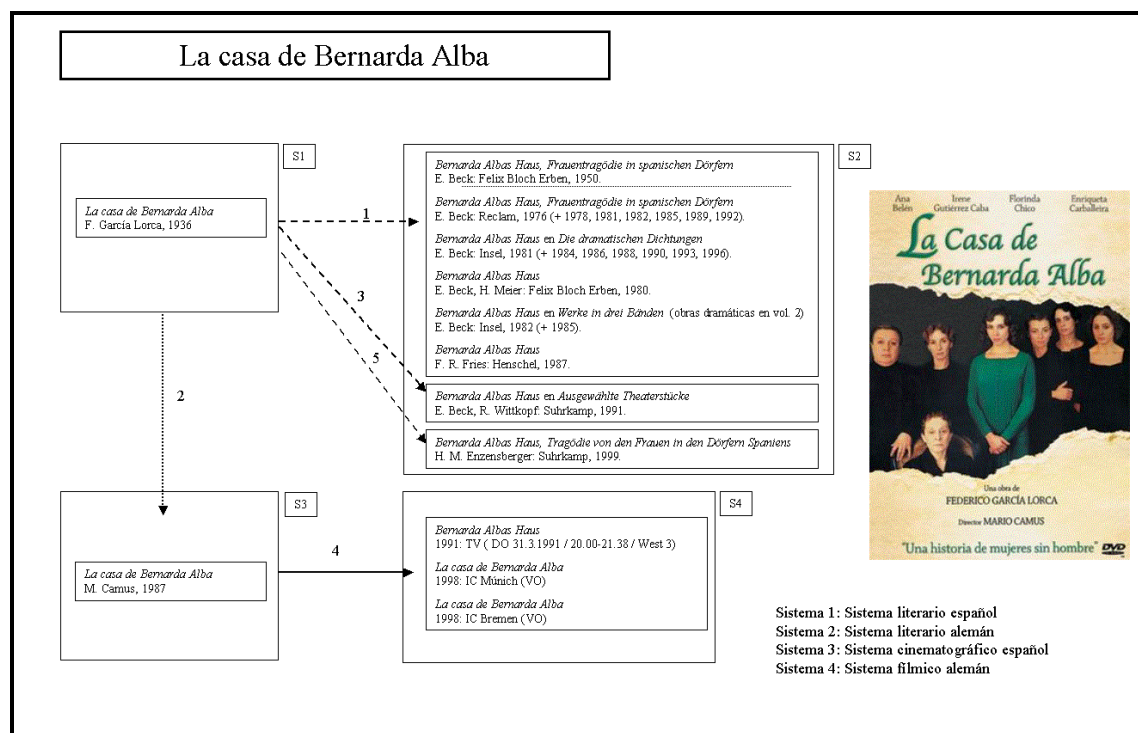 La casa de Bernarda Alba
S1
La casa de Bernarda Alba
F. García Lorca, 1936
1
3
5
2
S2
Bernarda Albas Haus, Frauentragödie in spanischen Dörfern
E. Beck: Felix Bloch Erben, 1950.
Bernarda Albas Haus, Frauentragödie in spanischen Dörfern
E. Beck: Reclam, 1976 (+ 1978, 1981, 1982, 1985, 1989, 1992).
Bernarda Albas Haus en Die dramatischen Dichtungen
E. Beck: Insel, 1981 (+ 1984, 1986, 1988, 1990, 1993, 1996).
Bernarda Albas Haus
E. Beck, H. Meier: Felix Bloch Erben, 1980.
Bernarda Albas Haus en Werke in drei Bänden (obras dramáticas en vol. 2)
E. Beck: Insel, 1982 (+ 1985).
Bernarda Albas Haus
F. R. Fries: Henschel, 1987.
Bernarda Albas Haus en Ausgewählte Theaterstücke
E. Beck, R. Wittkopf: Suhrkamp, 1991.
Bernarda Albas Haus, Tragödie von den Frauen in den Dörfern Spaniens
H. M. Enzensberger: Suhrkamp, 1999.
S3
La casa de Bernarda Alba
M. Camus, 1987
4
S4
Bernarda Albas Haus
1991: TV ( DO 31.3.1991 / 20.00-21.38 / West 3)
La casa de Bernarda Alba
1998: IC Múnich (VO)
La casa de Bernarda Alba
1998: IC Bremen (VO)
Ana Belén
Irene Gutiérrez Caba
Florinda Chico
Enriqueta Carballeira
La Casa de
Bernarda Alba
Una obra de
FEDERICO GARCÍA LORCA
Director MARIO CAMUS
"Una historia de mujeres sin hombre" DVD
Sistema 1: Sistema literario español
Sistema 2: Sistema literario alemán
Sistema 3: Sistema cinematográfico español
Sistema 4: Sistema fílmico alemán